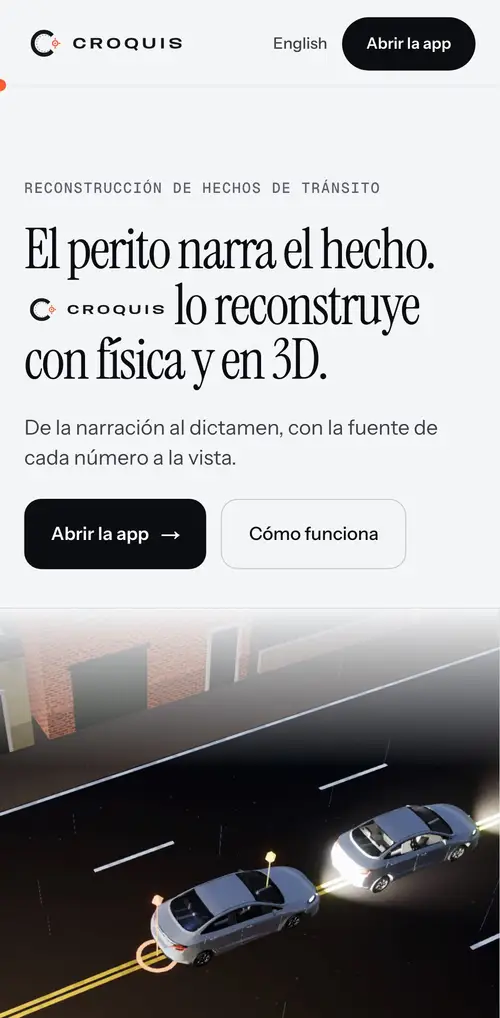 CROQUIS
English
Abrir la app
RECONSTRUCCIÓN DE HECHOS DE TRÁNSITO
El perito narra el hecho.
CROQUIS lo reconstruye
con física y en 3D.
De la narración al dictamen, con la fuente de
cada número a la vista.
Abrir la app →
Cómo funciona